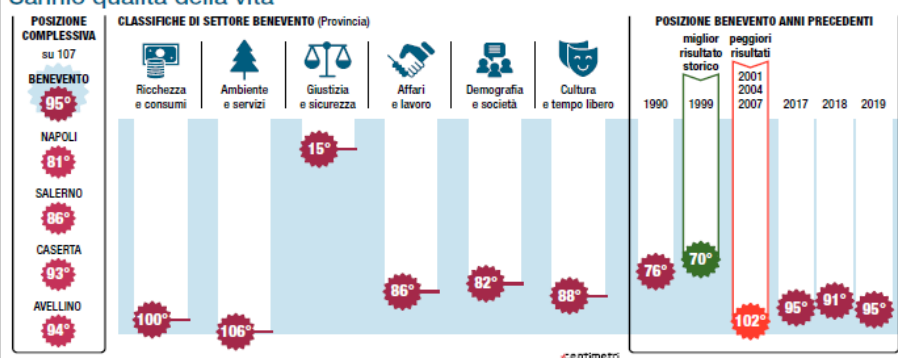 Sannio qualità della vita
POSIZIONE
COMPLESSIVA
su 107
BENEVENTO
95°
NAPOLI
81°
SALERNO
86°
CASERTA
93°
AVELLINO
94°
CLASSIFICHE DI SETTORE BENEVENTO (Provincia)
Ricchezza
e consumi
Ambiente
e servizi
Giustizia
e sicurezza
Affari
e lavoro
Demografia
e società
Cultura
e tempo libero
100°
106°
15°
86°
82°
88°
POSIZIONE BENEVENTO ANNI PRECEDENTI
miglior
risultato
storico
peggiori
risultati
1990
1999
2001
2004
2007
2017
2018
2019
76°
70°
102°
95°
91°
95°
centimetri